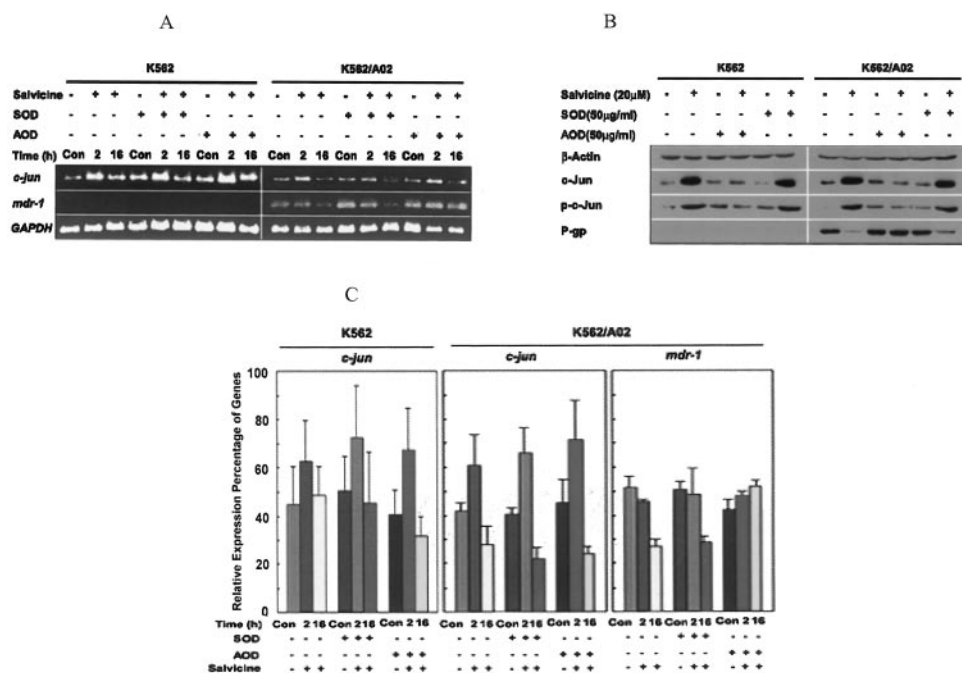 A
K562 K562/A02
Salvicine - + + - + + - + + - + + - + + - + +
SOD + + + + + +
AOD + + + + + +
Time (h) Con 2 16 Con 2 16 Con 2 16 Con 2 16 Con 2 16 Con 2 16
c-jun
mdr-1
GAPDH
B
K562 K562/A02
Salvicine (20μM) - + - + - + - + - + - +
SOD(50μg/ml) - - - - + + - - - - + +
AOD(50μg/ml) - - + + - - - - + + - -
β-Actin
c-Jun
p-c-Jun
P-gp
C
K562 K562/A02
c-jun c-jun mdr-1
Relative Expression Percentage of Genes
100
80
60
40
20
0
Time (h) Con 2 16 Con 2 16 Con 2 16 Con 2 16 Con 2 16 Con 2 16 Con 2 16 Con 2 16 Con 2 16
SOD - - - + + + - - - - - - + + + - - - - - - + + + - - -
AOD - - - - - - + + + - - - - - - + + + - - - - - - + + +
Salvicine - + + - + + - + + - + + - + + - + + - + + - + + - + +